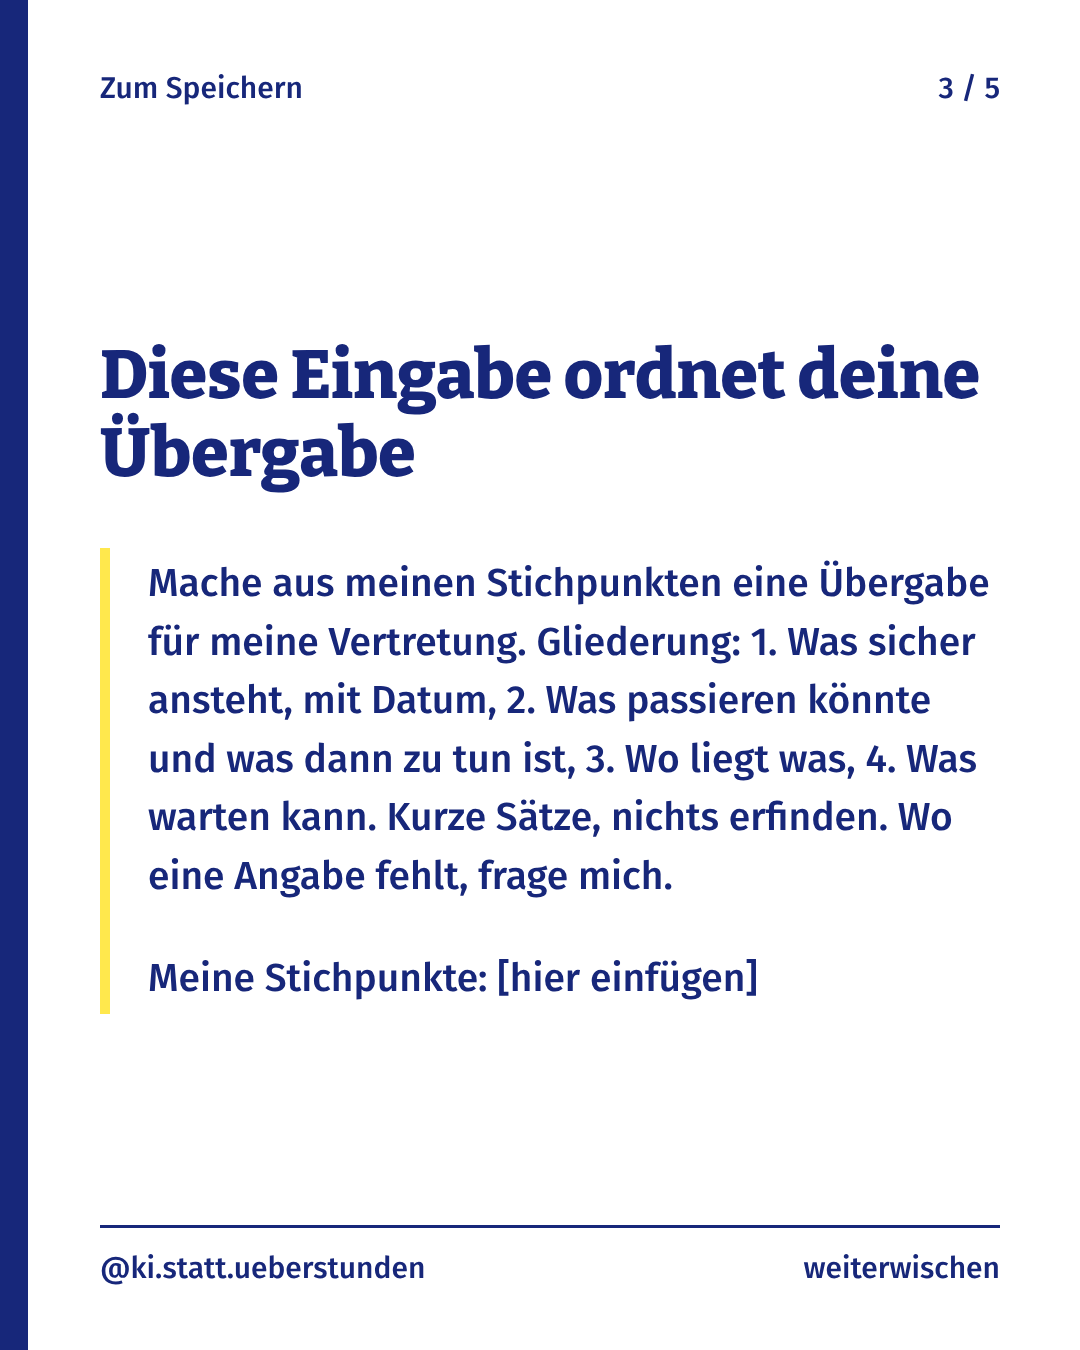 Zum Speichern
3 / 5
Diese Eingabe ordnet deine
Übergabe
Mache aus meinen Stichpunkten eine Übergabe
für meine Vertretung. Gliederung: 1. Was sicher
ansteht, mit Datum, 2. Was passieren könnte
und was dann zu tun ist, 3. Wo liegt was, 4. Was
warten kann. Kurze Sätze, nichts erfinden. Wo
eine Angabe fehlt, frage mich.
Meine Stichpunkte: [hier einfügen]
@ki.statt.ueberstunden
weiterwischen